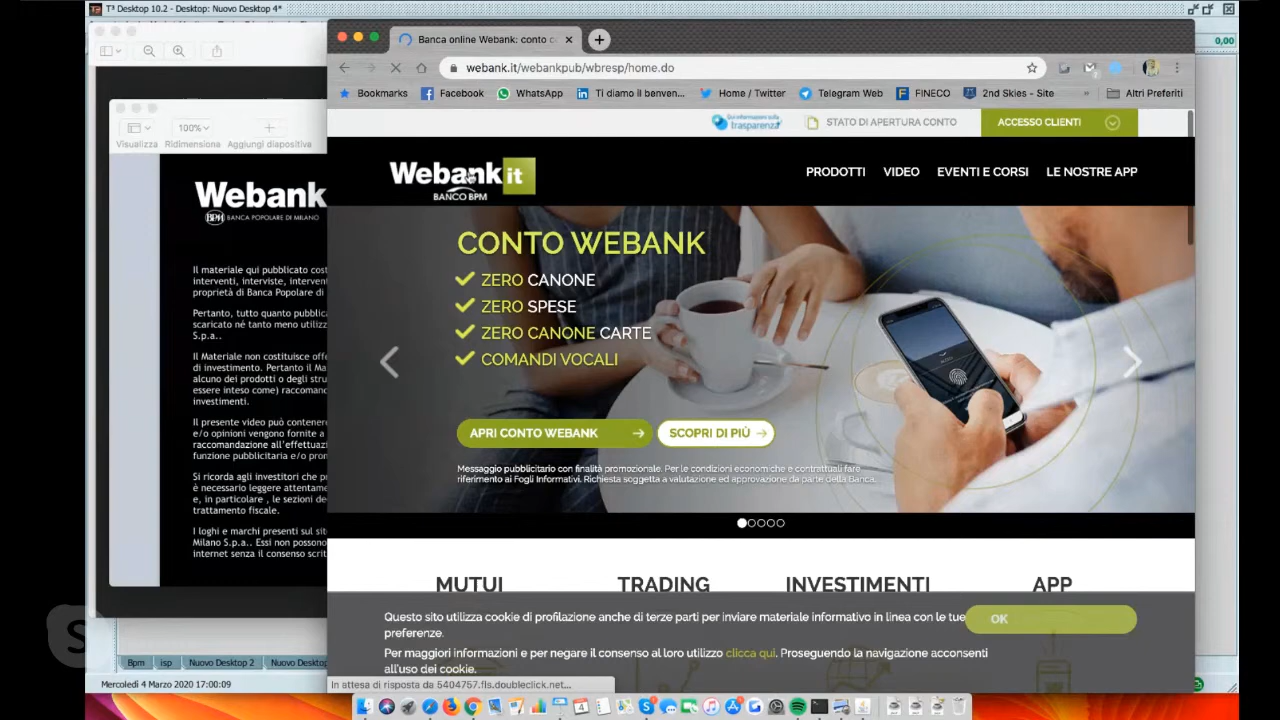 T³ Desktop 10.2 - Desktop: Nuovo Desktop 4*
0,00
Banca online Webank: conto c
webank.it/webankpub/wbresp/home.do
Bookmarks Facebook WhatsApp Ti diamo il benven... Home / Twitter Telegram Web FINECO 2nd Skies - Site » Altri Preferiti
100%
Visualizza Ridimensiona Aggiungi diapositiva
trasparenza STATO DI APERTURA CONTO ACCESSO CLIENTI
Webank.it
BANCO BPM
PRODOTTI VIDEO EVENTI E CORSI LE NOSTRE APP
Webank
BPM BANCA POPOLARE DI MILANO
Il materiale qui pubblicato cost
interventi, interviste, interven
proprietà di Banca Popolare di
Pertanto, tutto quanto pubblica
scaricato né tanto meno utilizz
S.p.a..
Il Materiale non costituisce offe
di investimento. Pertanto il Ma
alcuno dei prodotti o degli stru
essere inteso come) raccoman
investimenti.
Il presente video può contener
e/o opinioni vengono fornite a
raccomandazione all'effettuazi
funzione pubblicitaria e/o pron
Si ricorda agli investitori che p
è necessario leggere attentame
e, in particolare , le sezioni de
trattamento fiscale.
I loghi e marchi presenti sul sit
Milano S.p.a.. Essi non possono
internet senza il consenso scrit
CONTO WEBANK
ZERO CANONE
ZERO SPESE
ZERO CANONE CARTE
COMANDI VOCALI
APRI CONTO WEBANK SCOPRI DI PIÙ
Messaggio pubblicitario con finalità promozionale. Per le condizioni economiche e contrattuali fare
riferimento ai Fogli Informativi. Richiesta soggetta a valutazione ed approvazione da parte della Banca.
MUTUI TRADING INVESTIMENTI APP
Questo sito utilizza cookie di profilazione anche di terze parti per inviare materiale informativo in linea con le tue
preferenze.
OK
Per maggiori informazioni e per negare il consenso al loro utilizzo clicca qui. Proseguendo la navigazione acconsenti
all'uso dei cookie.
Bpm isp Nuovo Desktop 2 Nuovo Desktop
Mercoledì 4 Marzo 2020 17:00:09
In attesa di risposta da 5404757.fls.doubleclick.net...